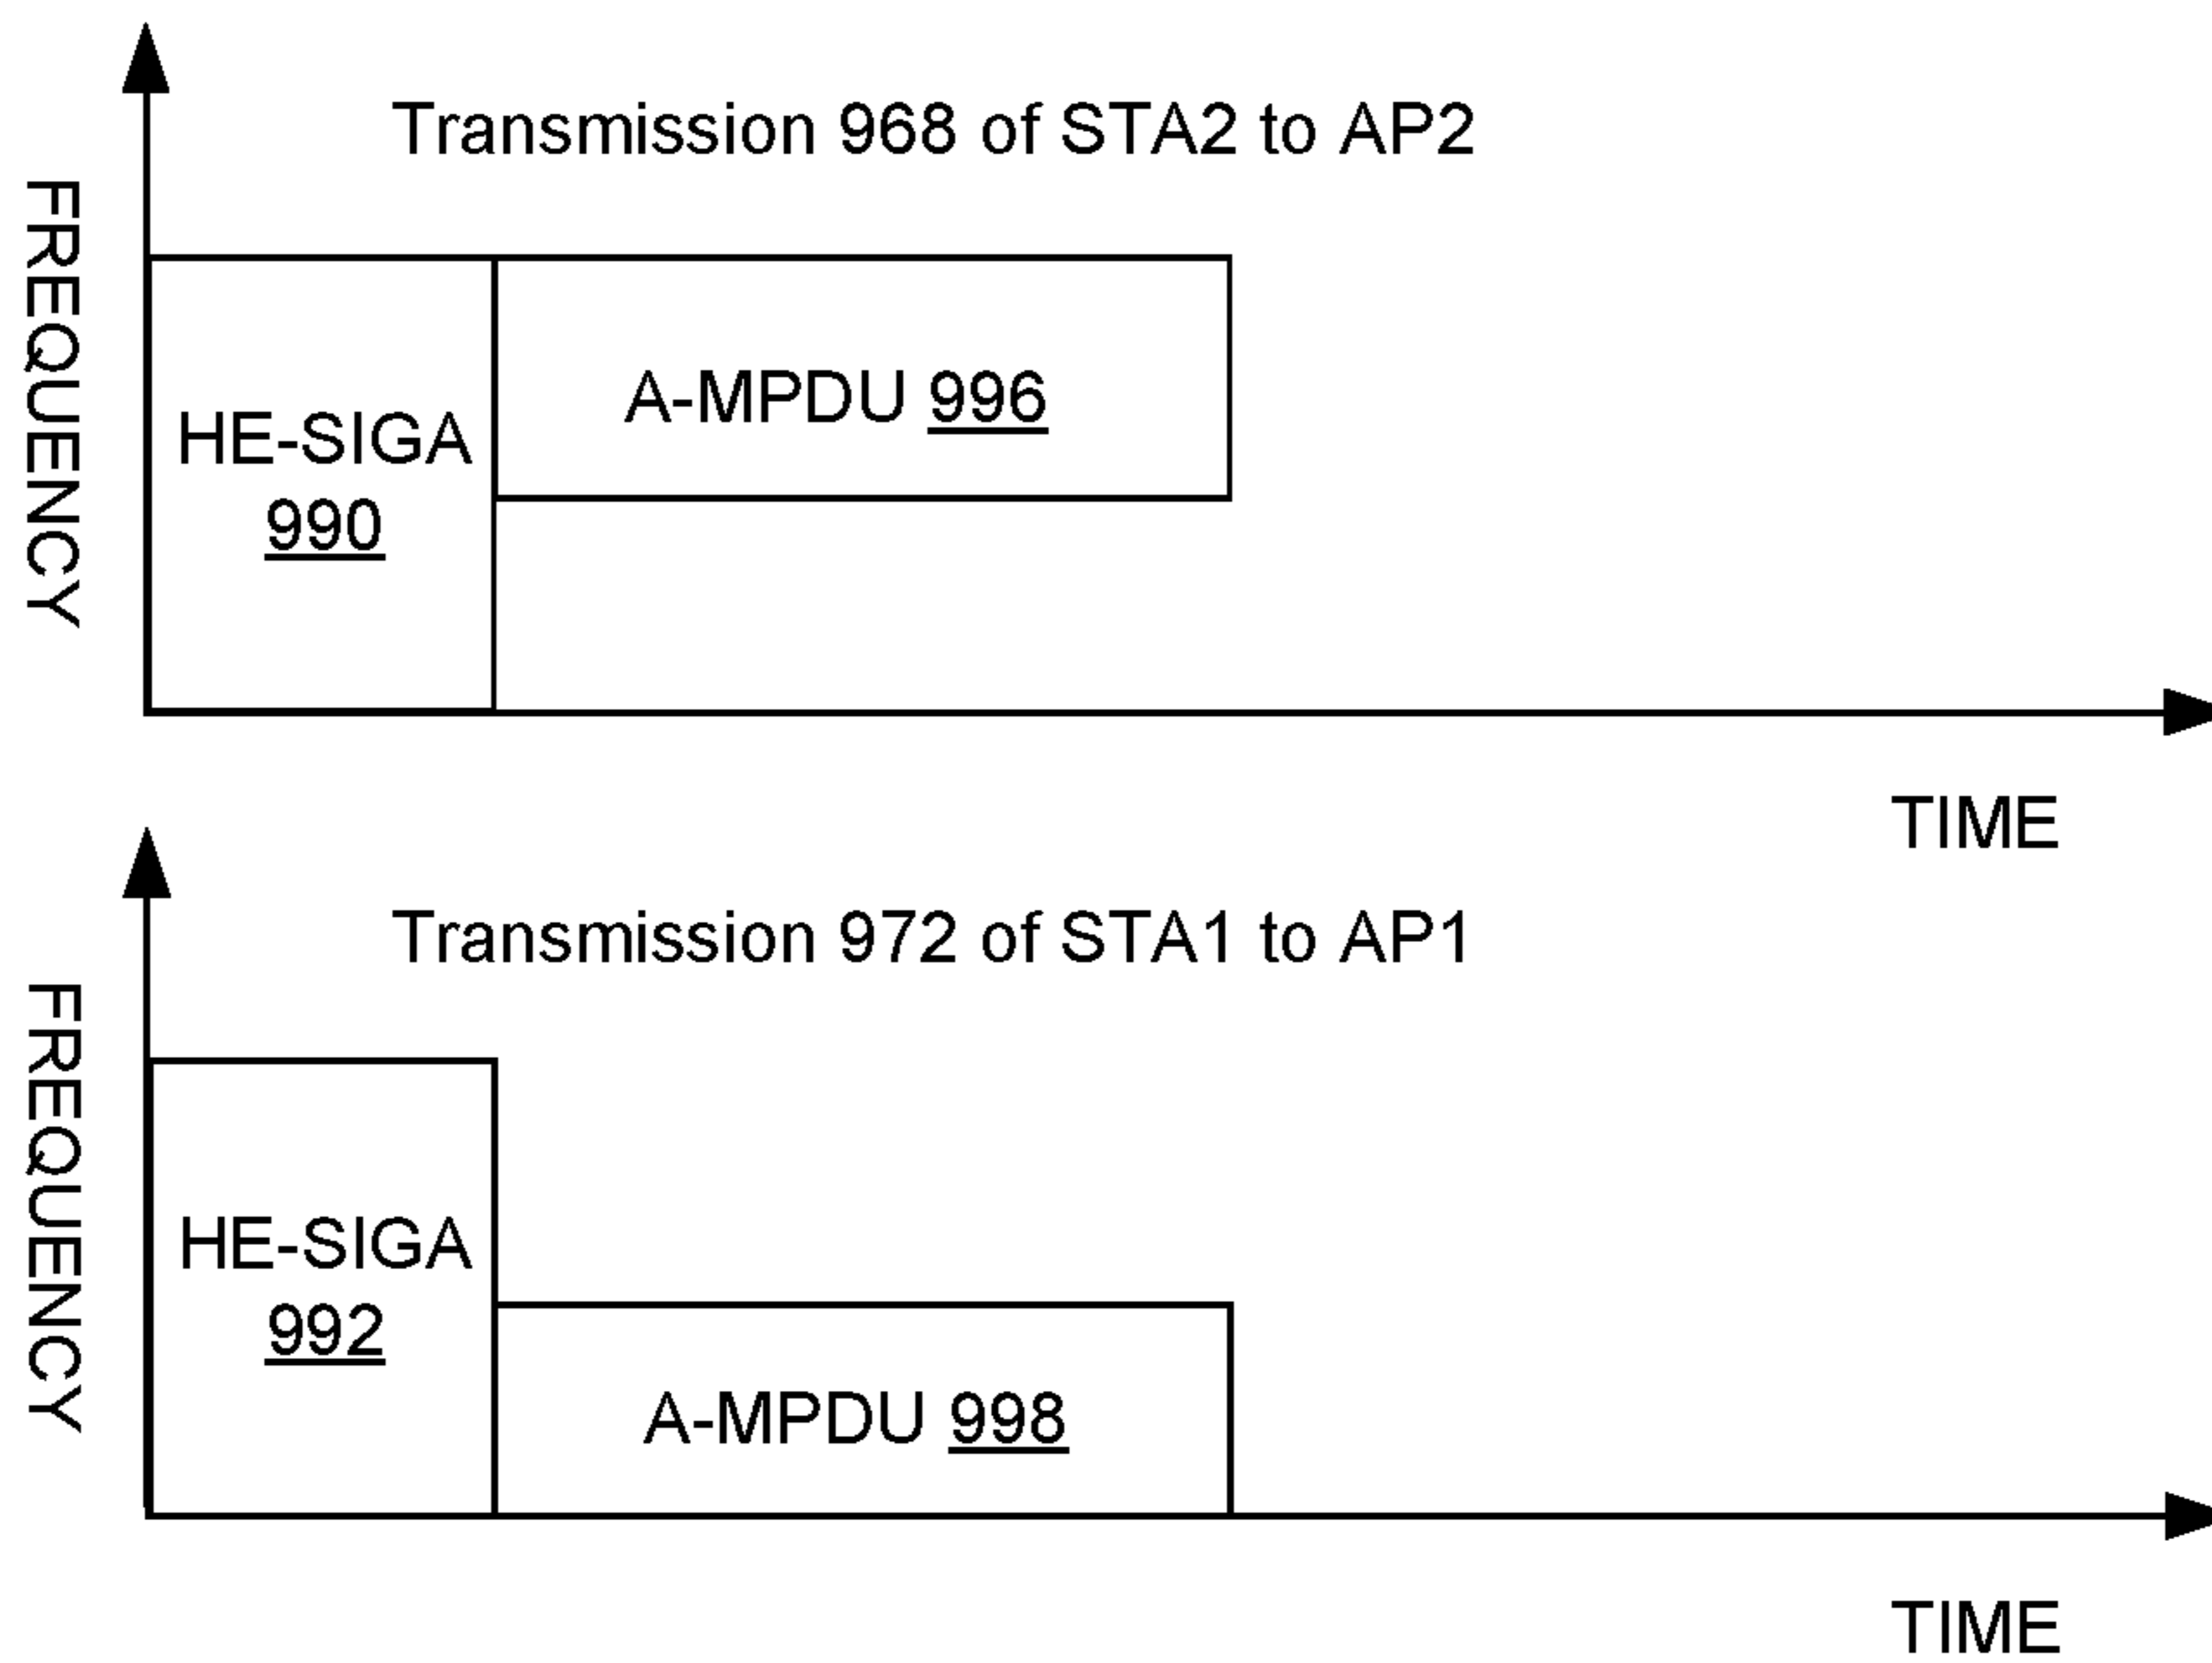 Transmission 968 of STA2 to AP2
FREQUENCY
HE-SIGA
990
A-MPDU 996
TIME
Transmission 972 of STA1 to AP1
FREQUENCY
HE-SIGA
992
A-MPDU 998
TIME